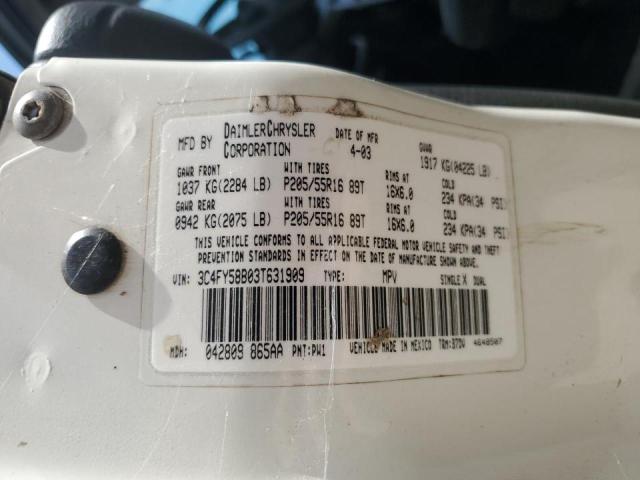 MFD BY DAIMLERCHRYSLER CORPORATION DATE OF MFR 4-03 GVWR 1917 KG(04225 LB)
GAWR FRONT WITH TIRES RIMS AT COLD
1037 KG(2284 LB) P205/55R16 89T 16X6.0 234 KPA(34 PSI)
GAWR REAR WITH TIRES RIMS AT COLD
0942 KG(2075 LB) P205/55R16 89T 16X6.0 234 KPA(34 PSI)
THIS VEHICLE CONFORMS TO ALL APPLICABLE FEDERAL MOTOR VEHICLE SAFETY AND THEFT
PREVENTION STANDARDS IN EFFECT ON THE DATE OF MANUFACTURE SHOWN ABOVE.
VIN: 3C4FY58B03T631909 TYPE: MPV SINGLE X DUAL
MDH: 042809 865AA PNT: PW1 VEHICLE MADE IN MEXICO TRM: 37DV 4648507